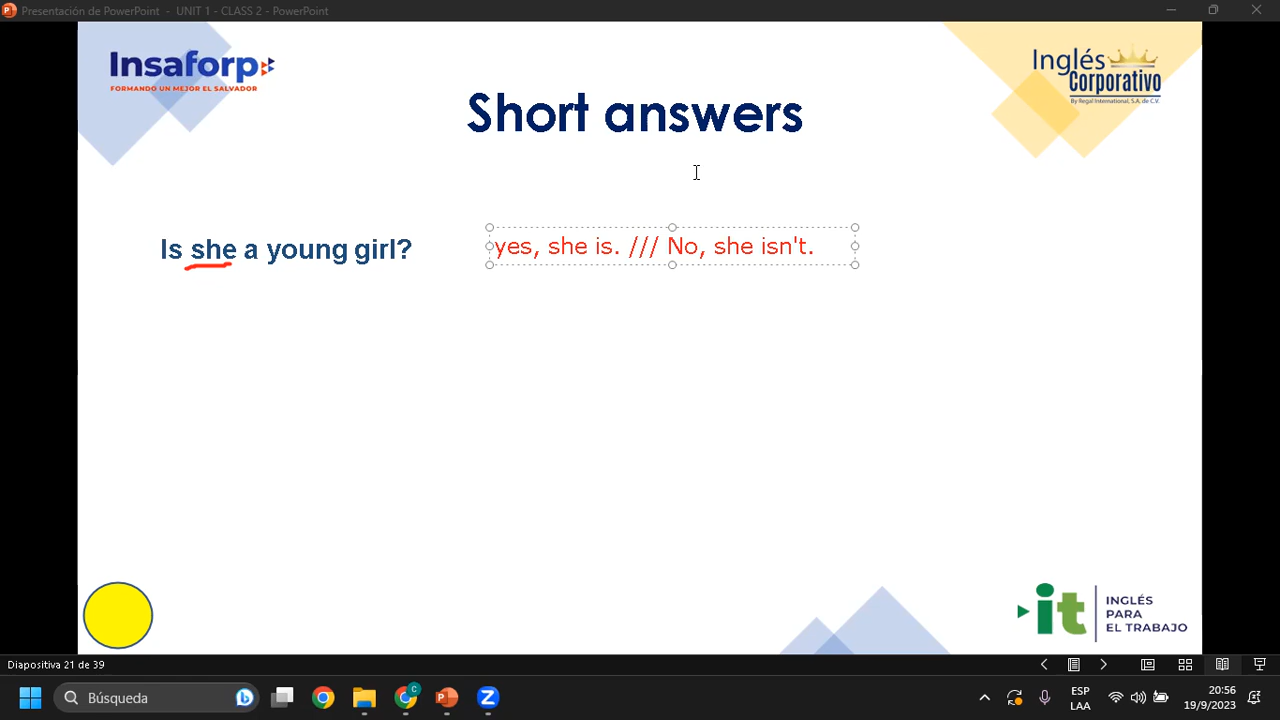 Presentación de PowerPoint - UNIT 1 - CLASS 2 - PowerPoint
Insaforp
FORMANDO UN MEJOR EL SALVADOR
Inglés
Corporativo
By Regal International, S.A. de C.V.
Short answers
Is she a young girl?
yes, she is. /// No, she isn't.
it
INGLÉS
PARA
EL TRABAJO
Diapositiva 21 de 39
Búsqueda
C
ESP
LAA
20:56
19/9/2023